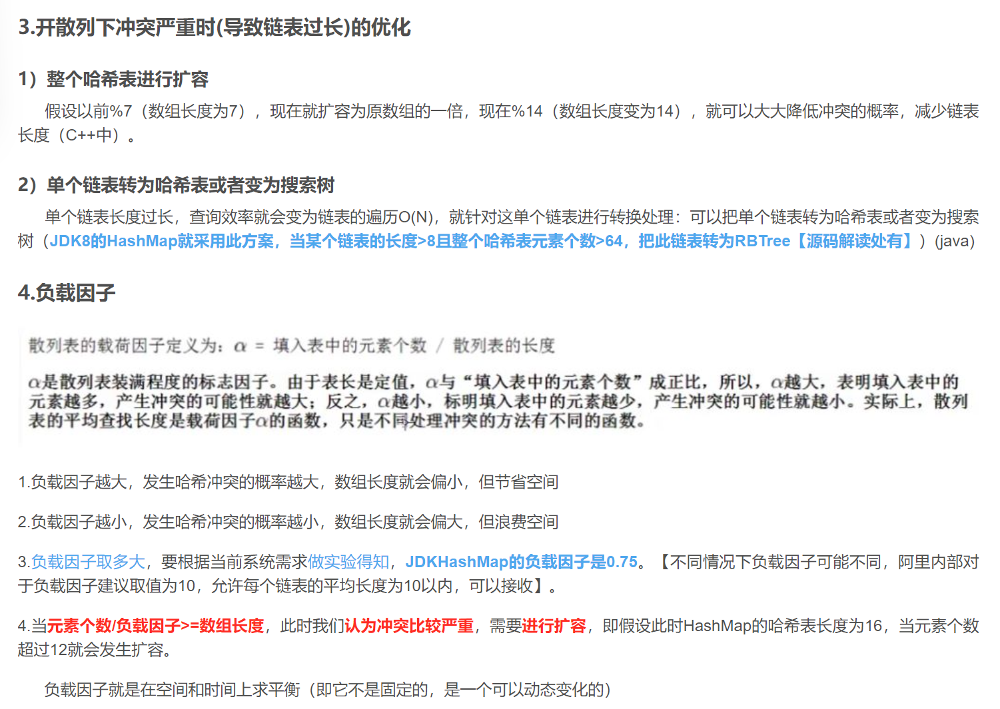 3.开散列下冲突严重时(导致链表过长)的优化
1）整个哈希表进行扩容
假设以前%7（数组长度为7），现在就扩容为原数组的一倍，现在%14（数组长度变为14），就可以大大降低冲突的概率，减少链表
长度（C++中）。
2）单个链表转为哈希表或者变为搜索树
单个链表长度过长，查询效率就会变为链表的遍历O(N)，就针对这单个链表进行转换处理：可以把单个链表转为哈希表或者变为搜索
树（JDK8的HashMap就采用此方案，当某个链表的长度>8且整个哈希表元素个数>64，把此链表转为RBTree【源码解读处有】）(java)
4.负载因子
散列表的载荷因子定义为：α = 填入表中的元素个数 / 散列表的长度
α是散列表装满程度的标志因子。由于表长是定值，α与“填入表中的元素个数”成正比，所以，α越大，表明填入表中的
元素越多，产生冲突的可能性就越大；反之，α越小，标明填入表中的元素越少，产生冲突的可能性就越小。实际上，散列
表的平均查找长度是载荷因子α的函数，只是不同处理冲突的方法有不同的函数。
1.负载因子越大，发生哈希冲突的概率越大，数组长度就会偏小，但节省空间
2.负载因子越小，发生哈希冲突的概率越小，数组长度就会偏大，但浪费空间
3.负载因子取多大，要根据当前系统需求做实验得知，JDKHashMap的负载因子是0.75。【不同情况下负载因子可能不同，阿里内部对
于负载因子建议取值为10，允许每个链表的平均长度为10以内，可以接收】。
4.当元素个数/负载因子>=数组长度，此时我们认为冲突比较严重，需要进行扩容，即假设此时HashMap的哈希表长度为16，当元素个数
超过12就会发生扩容。
负载因子就是在空间和时间上求平衡（即它不是固定的，是一个可以动态变化的）